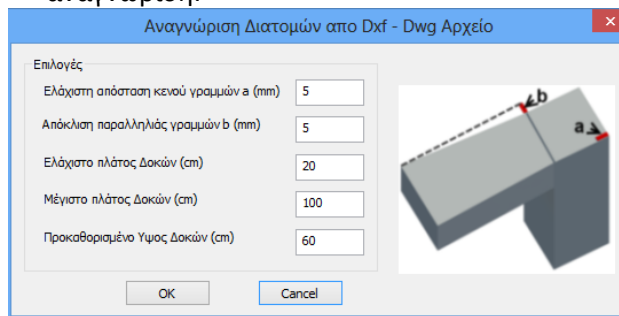 Αναγνώριση Διατομών απο Dxf - Dwg Αρχείο
Επιλογές
Ελάχιστη απόσταση κενού γραμμών a (mm) 5
Απόκλιση παραλληλιάς γραμμών b (mm) 5
Ελάχιστο πλάτος Δοκών (cm) 20
Μέγιστο πλάτος Δοκών (cm) 100
Προκαθορισμένο Υψος Δοκών (cm) 60
b
a
OK Cancel